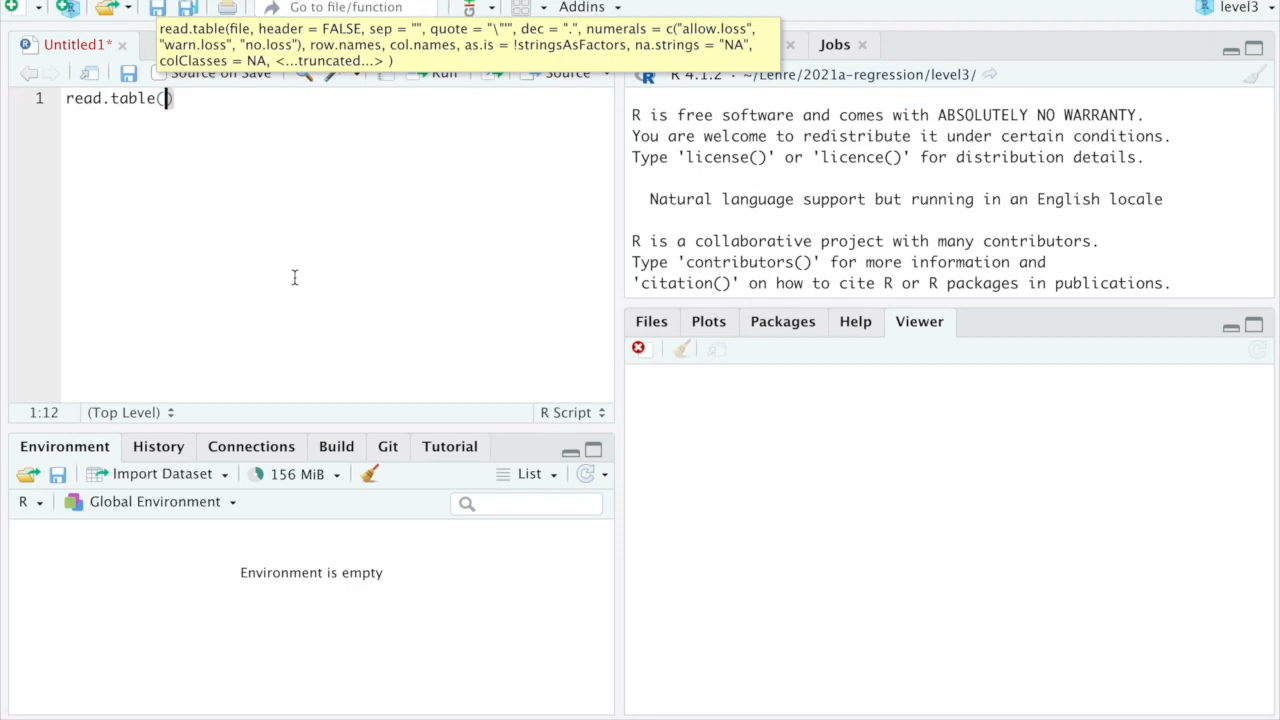 Go to file/function
Addins
level3
read.table(file, header = FALSE, sep = "", quote = "\"'", dec = ".", numerals = c("allow.loss",
"warn.loss", "no.loss"), row.names, col.names, as.is = !stringsAsFactors, na.strings = "NA",
colClasses = NA, <...truncated...> )
Untitled1*
Source on Save
Run
Source
1 read.table()
1:12 (Top Level) R Script
Jobs
R 4.1.2 · ~/Lehre/2021a-regression/level3/
R is free software and comes with ABSOLUTELY NO WARRANTY.
You are welcome to redistribute it under certain conditions.
Type 'license()' or 'licence()' for distribution details.
Natural language support but running in an English locale
R is a collaborative project with many contributors.
Type 'contributors()' for more information and
'citation()' on how to cite R or R packages in publications.
Environment History Connections Build Git Tutorial
Import Dataset 156 MiB List
R Global Environment
Environment is empty
Files Plots Packages Help Viewer